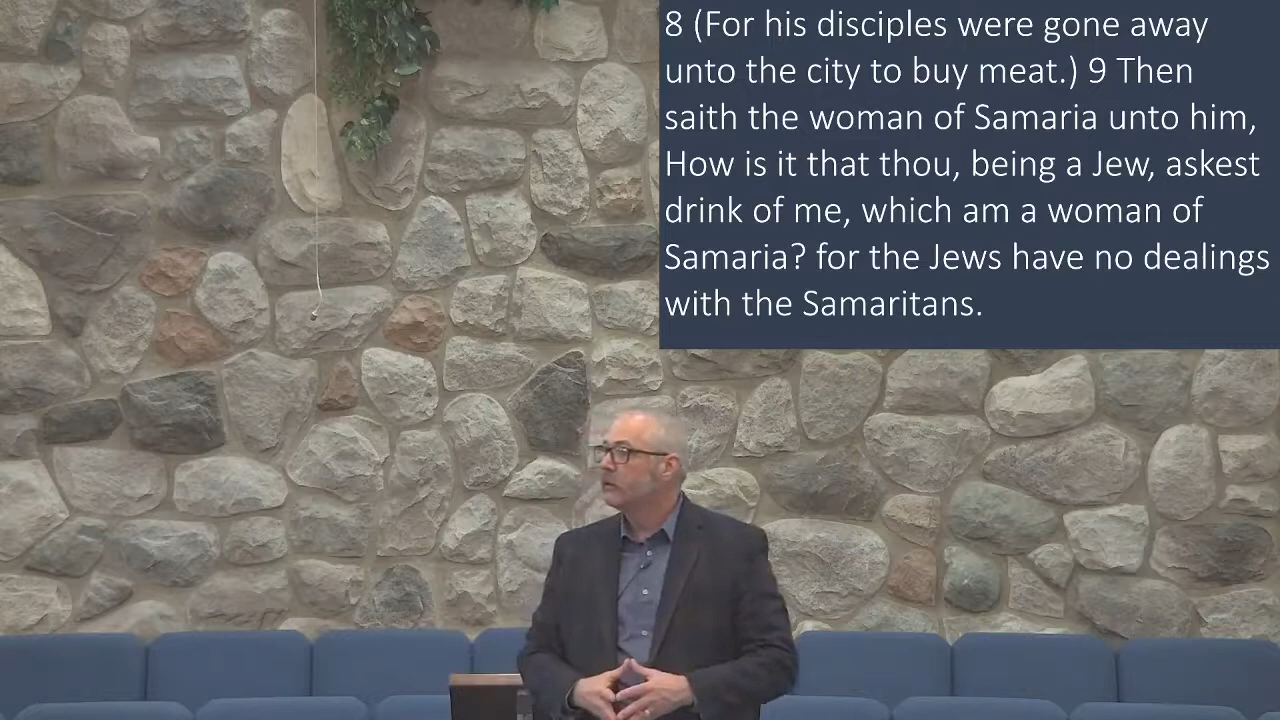 8 (For his disciples were gone away
unto the city to buy meat.) 9 Then
saith the woman of Samaria unto him,
How is it that thou, being a Jew, askest
drink of me, which am a woman of
Samaria? for the Jews have no dealings
with the Samaritans.